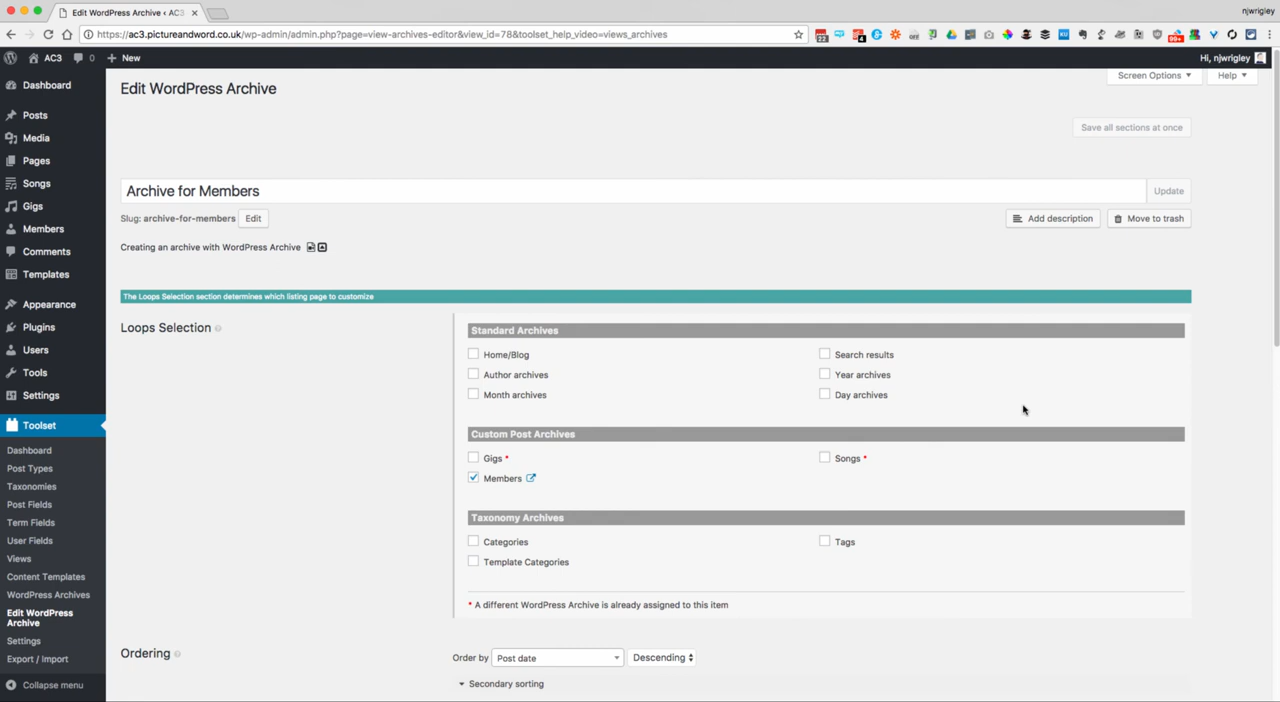 Edit WordPress Archive ‹ AC3
njwrigley
https://ac3.pictureandword.co.uk/wp-admin/admin.php?page=view-archives-editor&view_id=78&toolset_help_video=views_archives
AC3 0 + New
Hi, njwrigley
Screen Options
Help
Edit WordPress Archive
Save all sections at once
Archive for Members
Update
Slug: archive-for-members Edit
Add description
Move to trash
Creating an archive with WordPress Archive
The Loops Selection section determines which listing page to customize
Loops Selection
Standard Archives
Home/Blog
Search results
Author archives
Year archives
Month archives
Day archives
Custom Post Archives
Gigs *
Songs *
Members
Taxonomy Archives
Categories
Tags
Template Categories
* A different WordPress Archive is already assigned to this item
Ordering
Order by Post date Descending
Secondary sorting
Dashboard
Posts
Media
Pages
Songs
Gigs
Members
Comments
Templates
Appearance
Plugins
Users
Tools
Settings
Toolset
Dashboard
Post Types
Taxonomies
Post Fields
Term Fields
User Fields
Views
Content Templates
WordPress Archives
Edit WordPress
Archive
Settings
Export / Import
Collapse menu